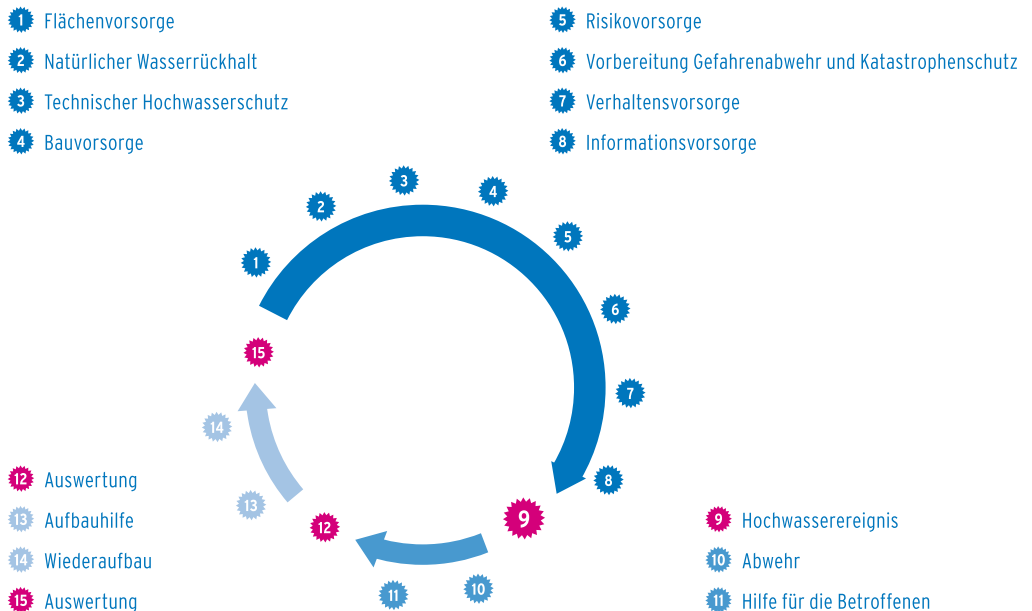 1 Flächenvorsorge
2 Natürlicher Wasserrückhalt
3 Technischer Hochwasserschutz
4 Bauvorsorge
5 Risikovorsorge
6 Vorbereitung Gefahrenabwehr und Katastrophenschutz
7 Verhaltensvorsorge
8 Informationsvorsorge
1
2
3
4
5
6
7
8
9
10
11
12
13
14
15
12 Auswertung
13 Aufbauhilfe
14 Wiederaufbau
15 Auswertung
9 Hochwasserereignis
10 Abwehr
11 Hilfe für die Betroffenen